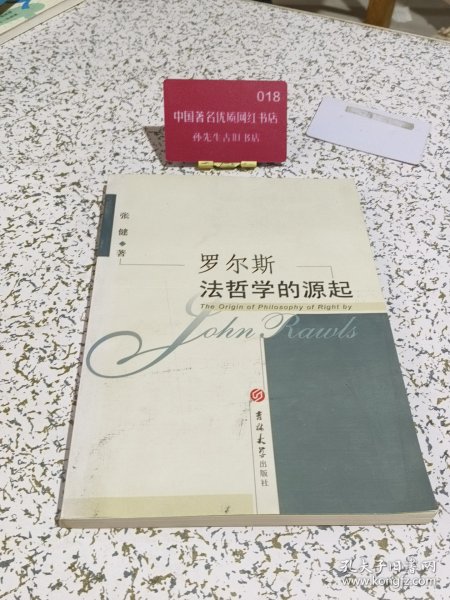 018
中国著名优质网红书店
孙先生古旧书店
张健◆著
罗尔斯
法哲学的源起
The Origin of Philosophy of Right by
John Rawls
吉林大学出版社
孔夫子旧书网
www.kongfz.com